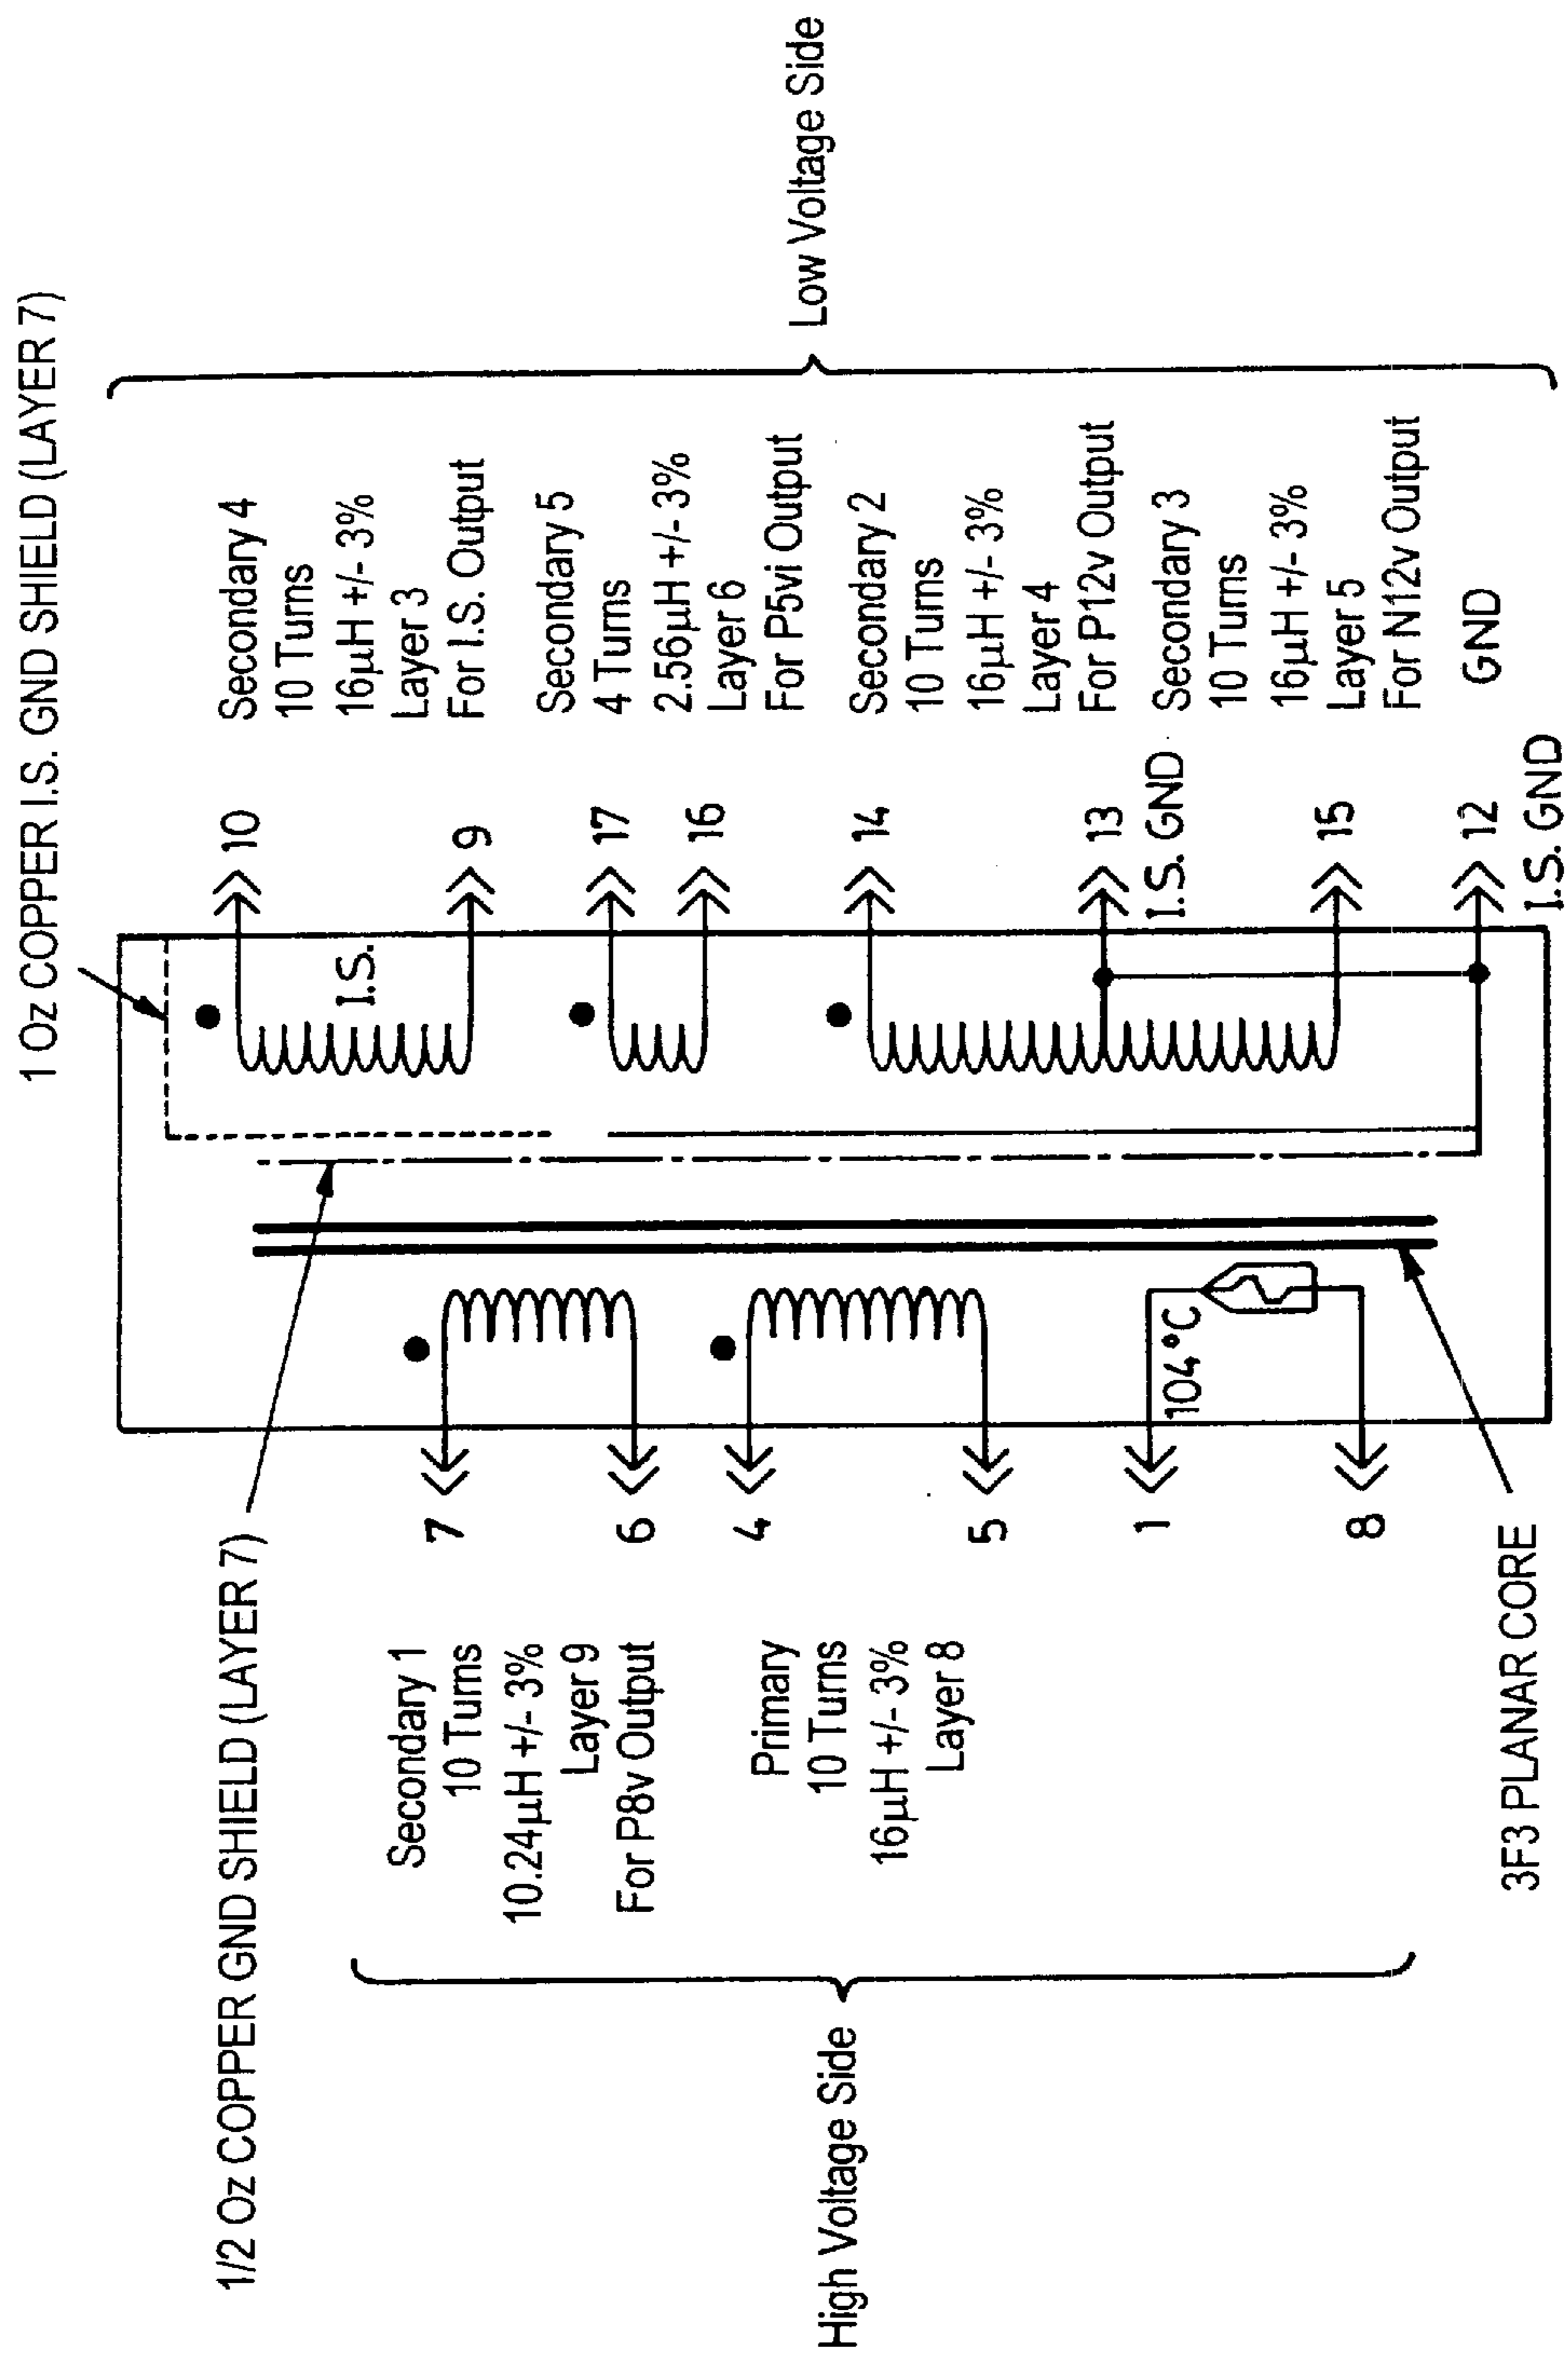 1 Oz COPPER I.S. GND SHIELD (LAYER 7)
1/2 Oz COPPER GND SHIELD (LAYER 7)
High Voltage Side
Secondary 1
10 Turns
10.24µH +/- 3%
Layer 9
For P8v Output
Primary
10 Turns
16µH +/- 3%
Layer 8
3F3 PLANAR CORE
7
6
4
5
1
8
104°C
I.S.
10
9
17
16
14
13
I.S. GND
15
12
I.S. GND
Secondary 4
10 Turns
16µH +/- 3%
Layer 3
For I.S. Output
Secondary 5
4 Turns
2.56µH +/- 3%
Layer 6
For P5vi Output
Secondary 2
10 Turns
16µH +/- 3%
Layer 4
For P12v Output
Secondary 3
10 Turns
16µH +/- 3%
Layer 5
For N12v Output
GND
Low Voltage Side